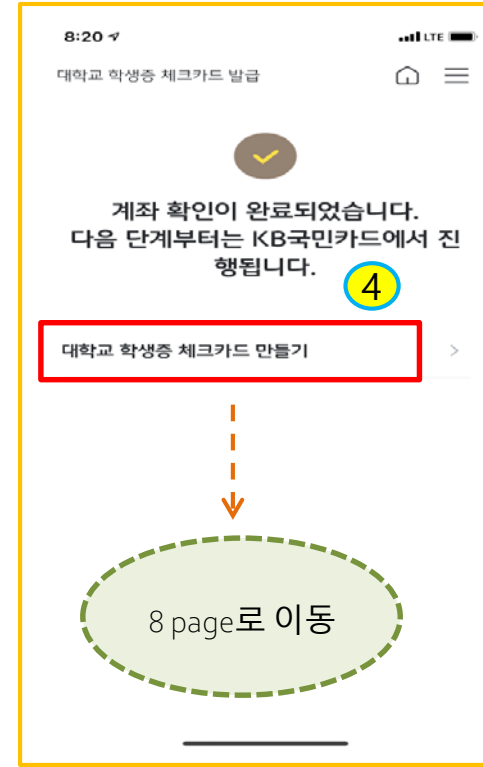 8:20
LTE
대학교 학생증 체크카드 발급
계좌 확인이 완료되었습니다.
다음 단계부터는 KB국민카드에서 진
행됩니다.
4
대학교 학생증 체크카드 만들기
8 page로 이동